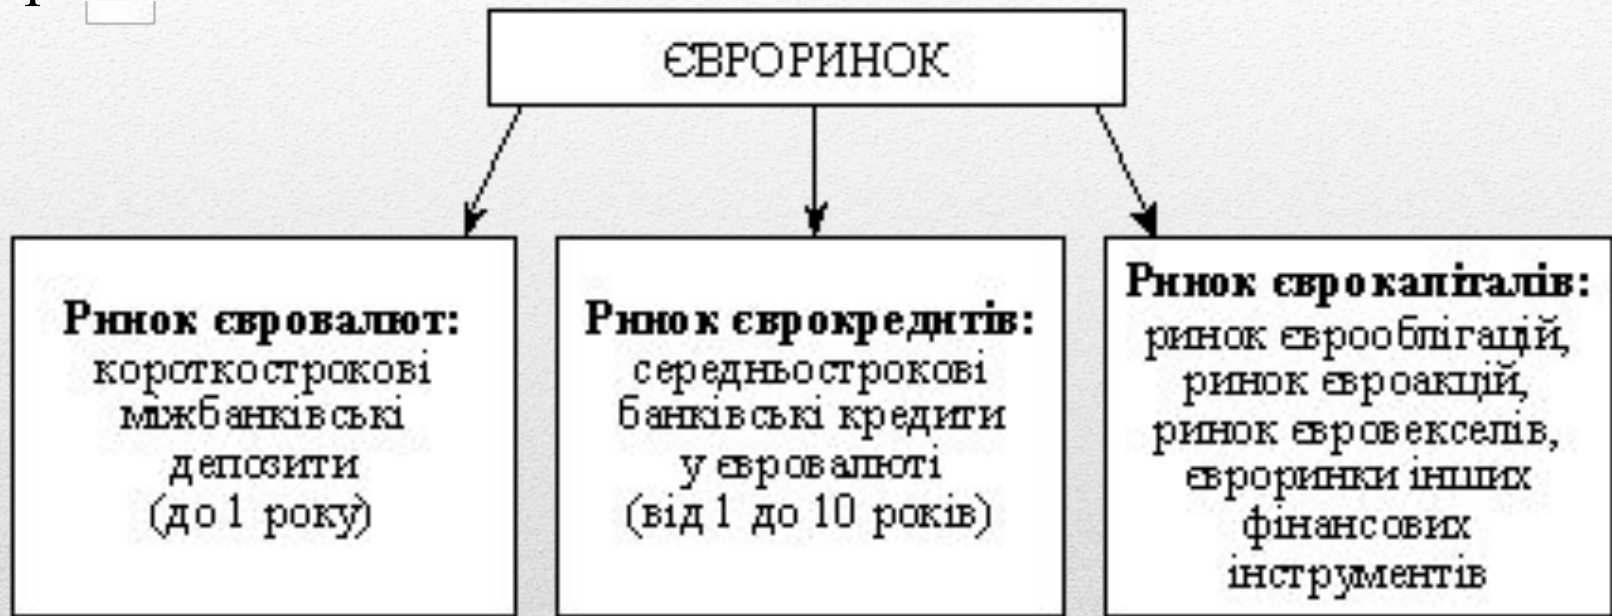 ЄВРОРИНОК
Ринок євровалют:
короткострокові
міжбанківські
депозити
(до 1 року)
Ринок єврокредитів:
середньострокові
банківські кредити
у євровалюті
(від 1 до 10 років)
Ринок єврокапіталів:
ринок єврооблігацій,
ринок євроакцій,
ринок євровекселів,
євроринки інших
фінансових
інструментів